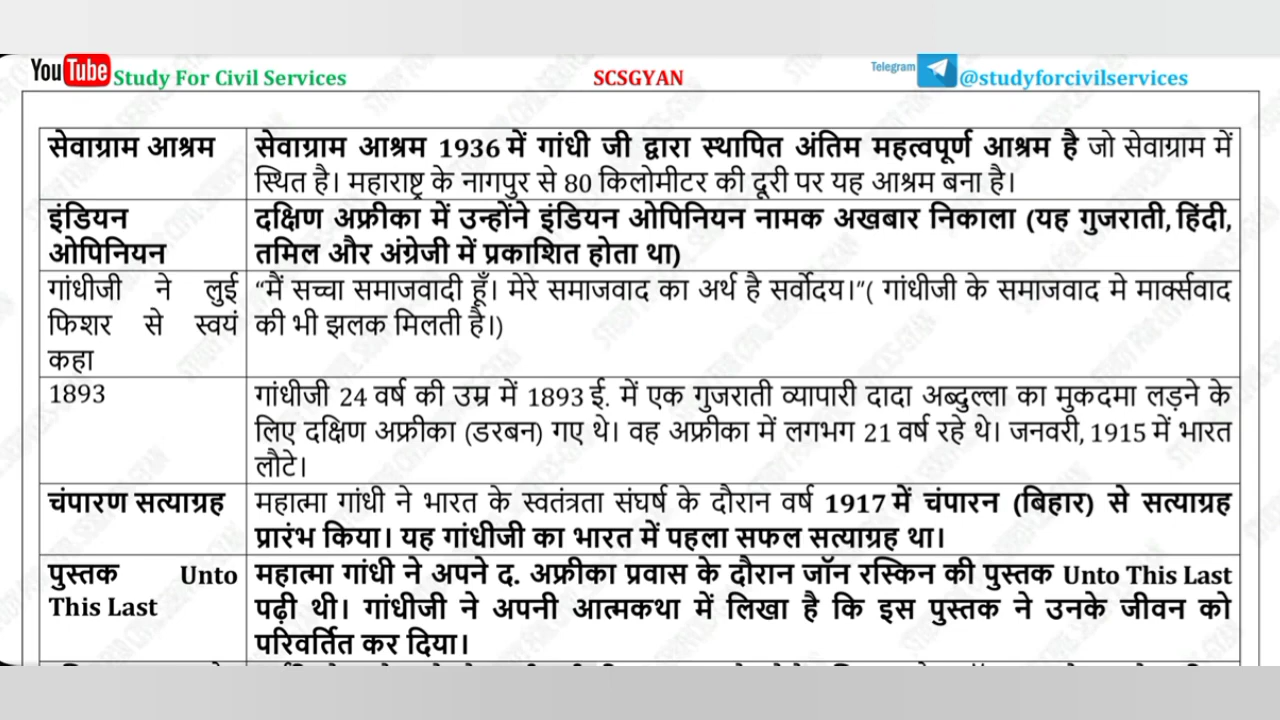 YouTube Study For Civil Services SCSGYAN Telegram @studyforcivilservices
सेवाग्राम आश्रम
सेवाग्राम आश्रम 1936 में गांधी जी द्वारा स्थापित अंतिम महत्वपूर्ण आश्रम है जो सेवाग्राम में
स्थित है। महाराष्ट्र के नागपुर से 80 किलोमीटर की दूरी पर यह आश्रम बना है।
इंडियन
ओपिनियन
दक्षिण अफ्रीका में उन्होंने इंडियन ओपिनियन नामक अखबार निकाला (यह गुजराती, हिंदी,
तमिल और अंग्रेजी में प्रकाशित होता था)
गांधीजी ने लुई
फिशर से स्वयं
कहा
“मैं सच्चा समाजवादी हूँ। मेरे समाजवाद का अर्थ है सर्वोदय।”( गांधीजी के समाजवाद मे मार्क्सवाद
की भी झलक मिलती है।)
1893
गांधीजी 24 वर्ष की उम्र में 1893 ई. में एक गुजराती व्यापारी दादा अब्दुल्ला का मुकदमा लड़ने के
लिए दक्षिण अफ्रीका (डरबन) गए थे। वह अफ्रीका में लगभग 21 वर्ष रहे थे। जनवरी, 1915 में भारत
लौटे।
चंपारण सत्याग्रह
महात्मा गांधी ने भारत के स्वतंत्रता संघर्ष के दौरान वर्ष 1917 में चंपारन (बिहार) से सत्याग्रह
प्रारंभ किया। यह गांधीजी का भारत में पहला सफल सत्याग्रह था।
पुस्तक Unto
This Last
महात्मा गांधी ने अपने द. अफ्रीका प्रवास के दौरान जॉन रस्किन की पुस्तक Unto This Last
पढ़ी थी। गांधीजी ने अपनी आत्मकथा में लिखा है कि इस पुस्तक ने उनके जीवन को
परिवर्तित कर दिया।